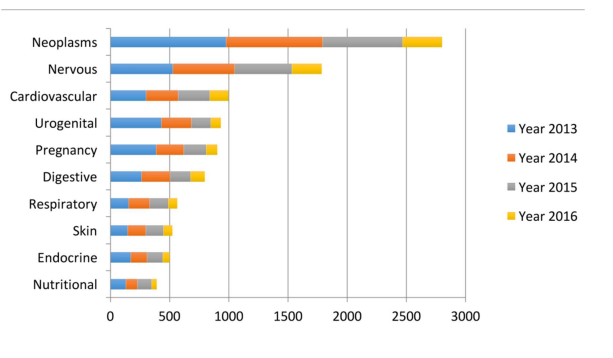 Neoplasms
Nervous
Cardiovascular
Urogenital
Pregnancy
Digestive
Respiratory
Skin
Endocrine
Nutritional
0 500 1000 1500 2000 2500 3000
Year 2013
Year 2014
Year 2015
Year 2016